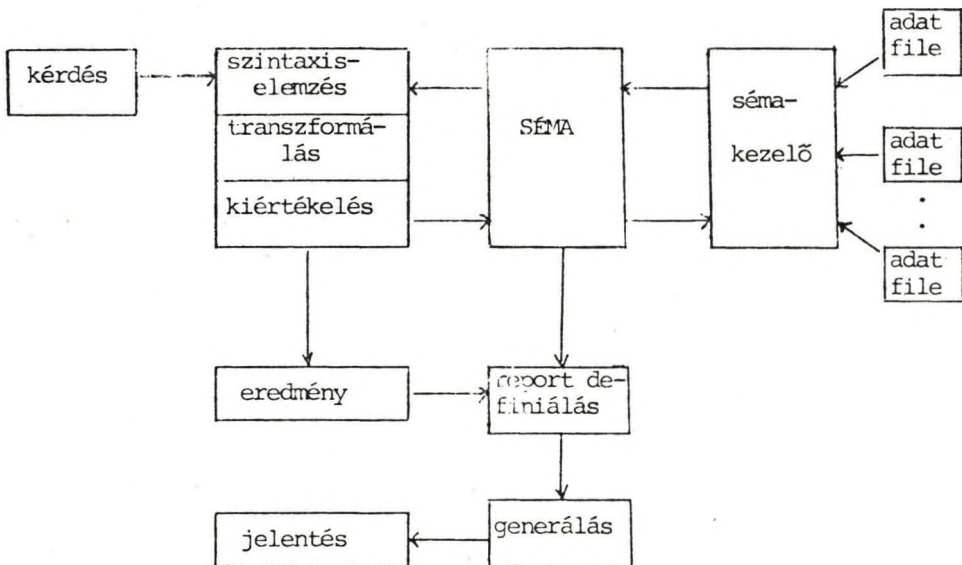 kérdés
szintaxis-
elemzés
transzformá-
lás
kiértékelés
SÉMA
séma-
kezelő
adat
file
adat
file
adat
file
eredmény
report de-
finiálás
jelentés
generálás